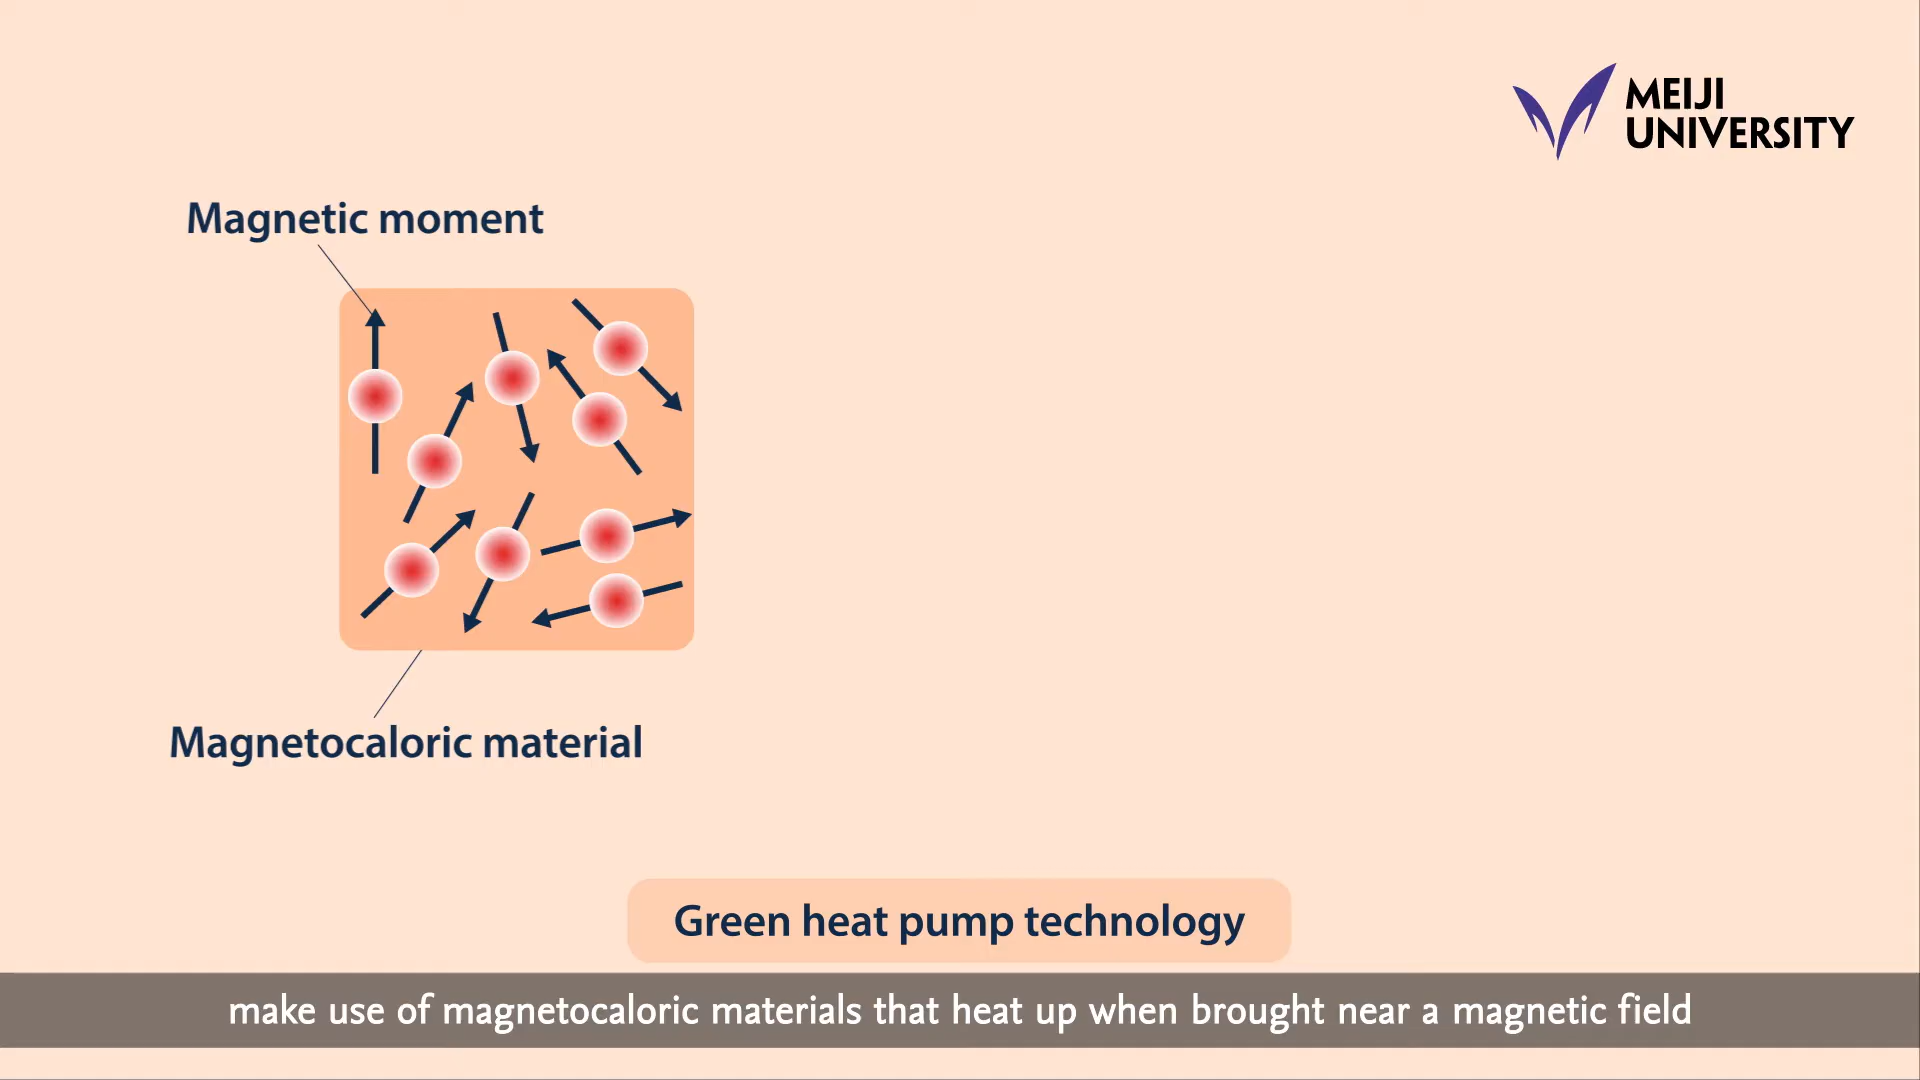 MEIJI
UNIVERSITY
Magnetic moment
Magnetocaloric material
Green heat pump technology
make use of magnetocaloric materials that heat up when brought near a magnetic field